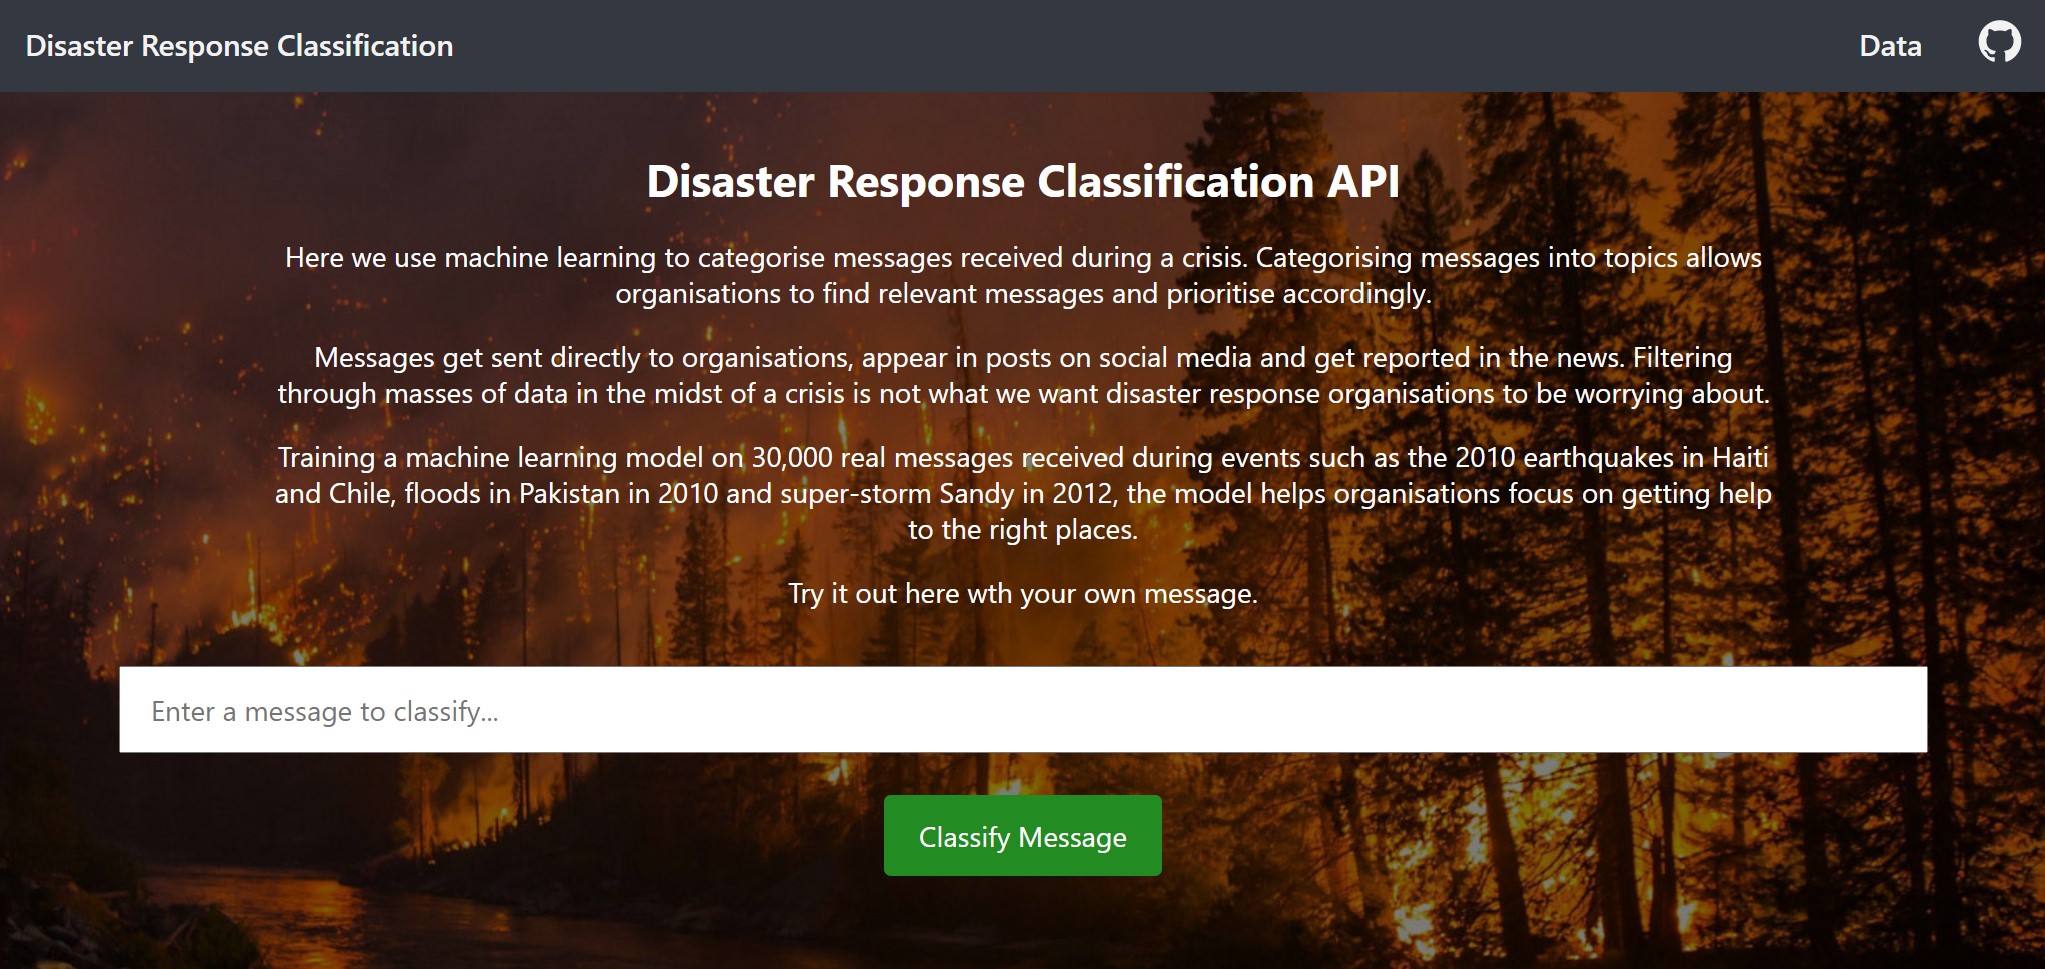 Disaster Response Classification
Data
Disaster Response Classification API
Here we use machine learning to categorise messages received during a crisis. Categorising messages into topics allows
organisations to find relevant messages and prioritise accordingly.
Messages get sent directly to organisations, appear in posts on social media and get reported in the news. Filtering
through masses of data in the midst of a crisis is not what we want disaster response organisations to be worrying about.
Training a machine learning model on 30,000 real messages received during events such as the 2010 earthquakes in Haiti
and Chile, floods in Pakistan in 2010 and super-storm Sandy in 2012, the model helps organisations focus on getting help
to the right places.
Try it out here wth your own message.
Enter a message to classify...
Classify Message